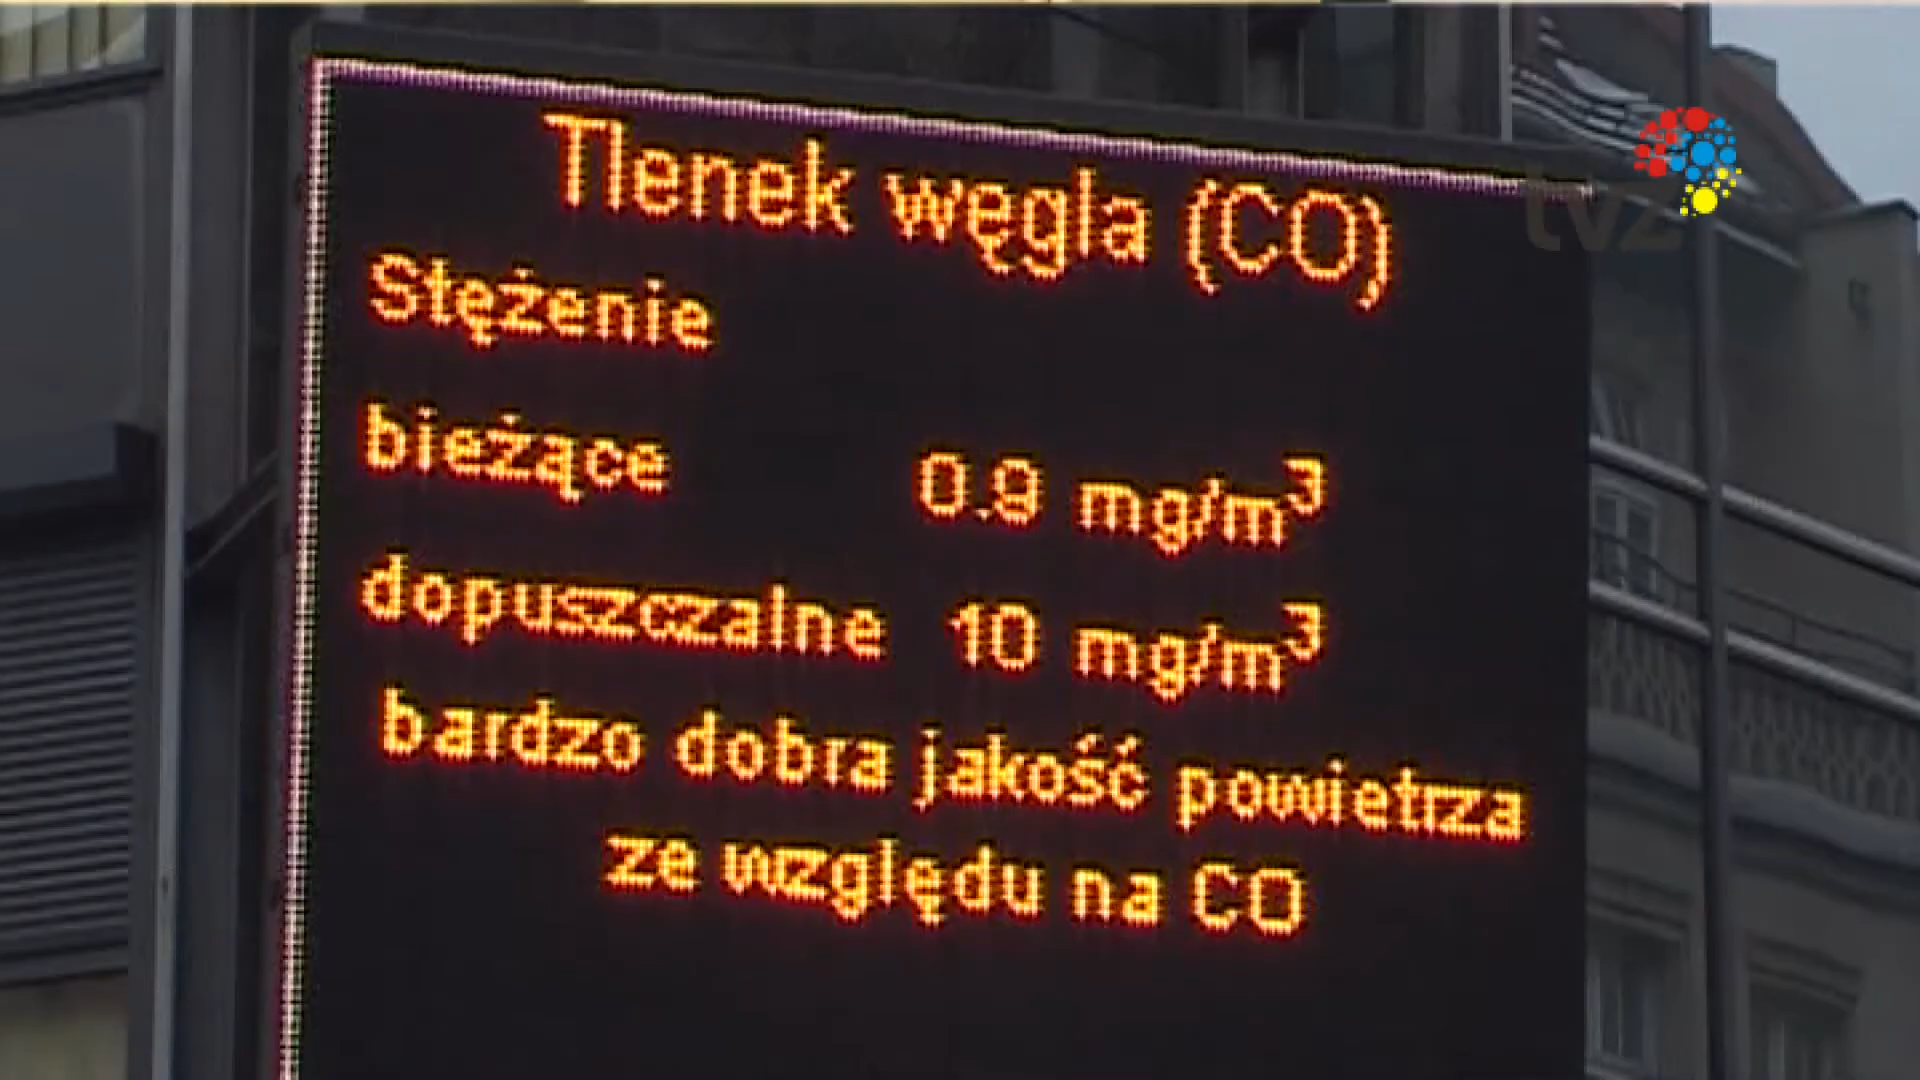 Tlenek węgla (CO)
Stężenie
bieżące 0.9 mg/m³
dopuszczalne 10 mg/m³
bardzo dobra jakość powietrza
ze względu na CO
tvz